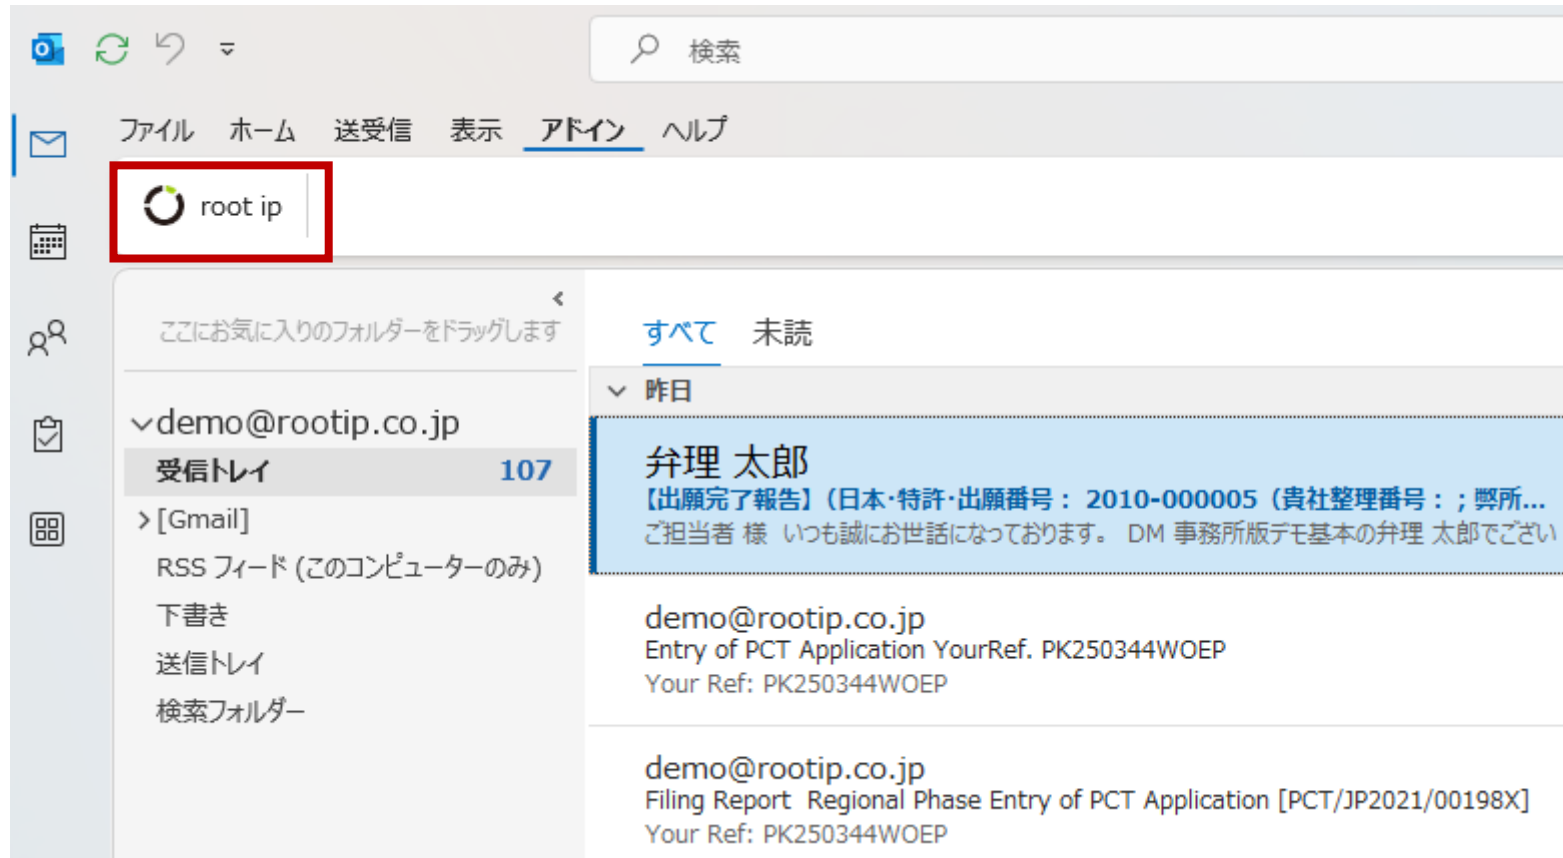 検索
ファイル ホーム 送受信 表示 アドイン ヘルプ
root ip
ここにお気に入りのフォルダーをドラッグします
demo@rootip.co.jp
受信トレイ 107
[Gmail]
RSS フィード (このコンピューターのみ)
下書き
送信トレイ
検索フォルダー
すべて 未読
昨日
弁理 太郎
【出願完了報告】(日本・特許・出願番号： 2010-000005 (貴社整理番号：；弊所...
ご担当者 様 いつも誠にお世話になっております。 DM 事務所版デモ基本の弁理 太郎でござい
demo@rootip.co.jp
Entry of PCT Application YourRef. PK250344WOEP
Your Ref: PK250344WOEP
demo@rootip.co.jp
Filing Report Regional Phase Entry of PCT Application [PCT/JP2021/00198X]
Your Ref: PK250344WOEP